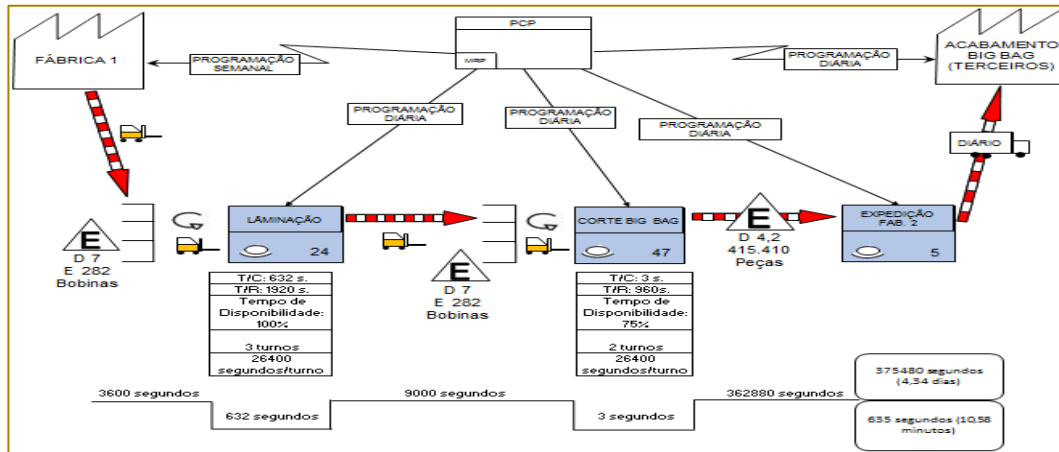 FÁBRICA 1
PROGRAMAÇÃO
SEMANAL
PCP
MRP
PROGRAMAÇÃO
DIÁRIA
ACABAMENTO
BIG BAG
(TERCEIROS)
PROGRAMAÇÃO
DIÁRIA
PROGRAMAÇÃO
DIÁRIA
PROGRAMAÇÃO
DIÁRIA
DIÁRIO
E
D 7
E 282
Bobinas
LAMINAÇÃO
24
E
D 7
E 282
Bobinas
CORTE BIG BAG
47
E
D 4,2
415.410
Peças
EXPEDIÇÃO
FAB. 2
5
T/C: 632 s.
T/R: 1920 s.
Tempo de
Disponibilidade:
100%
3 turnos
26400
segundos/turno
T/C: 3 s.
T/R: 960s.
Tempo de
Disponibilidade:
75%
2 turnos
26400
segundos/turno
3600 segundos
632 segundos
9000 segundos
3 segundos
362880 segundos
375480 segundos
(4,34 dias)
635 segundos (10,58
minutos)